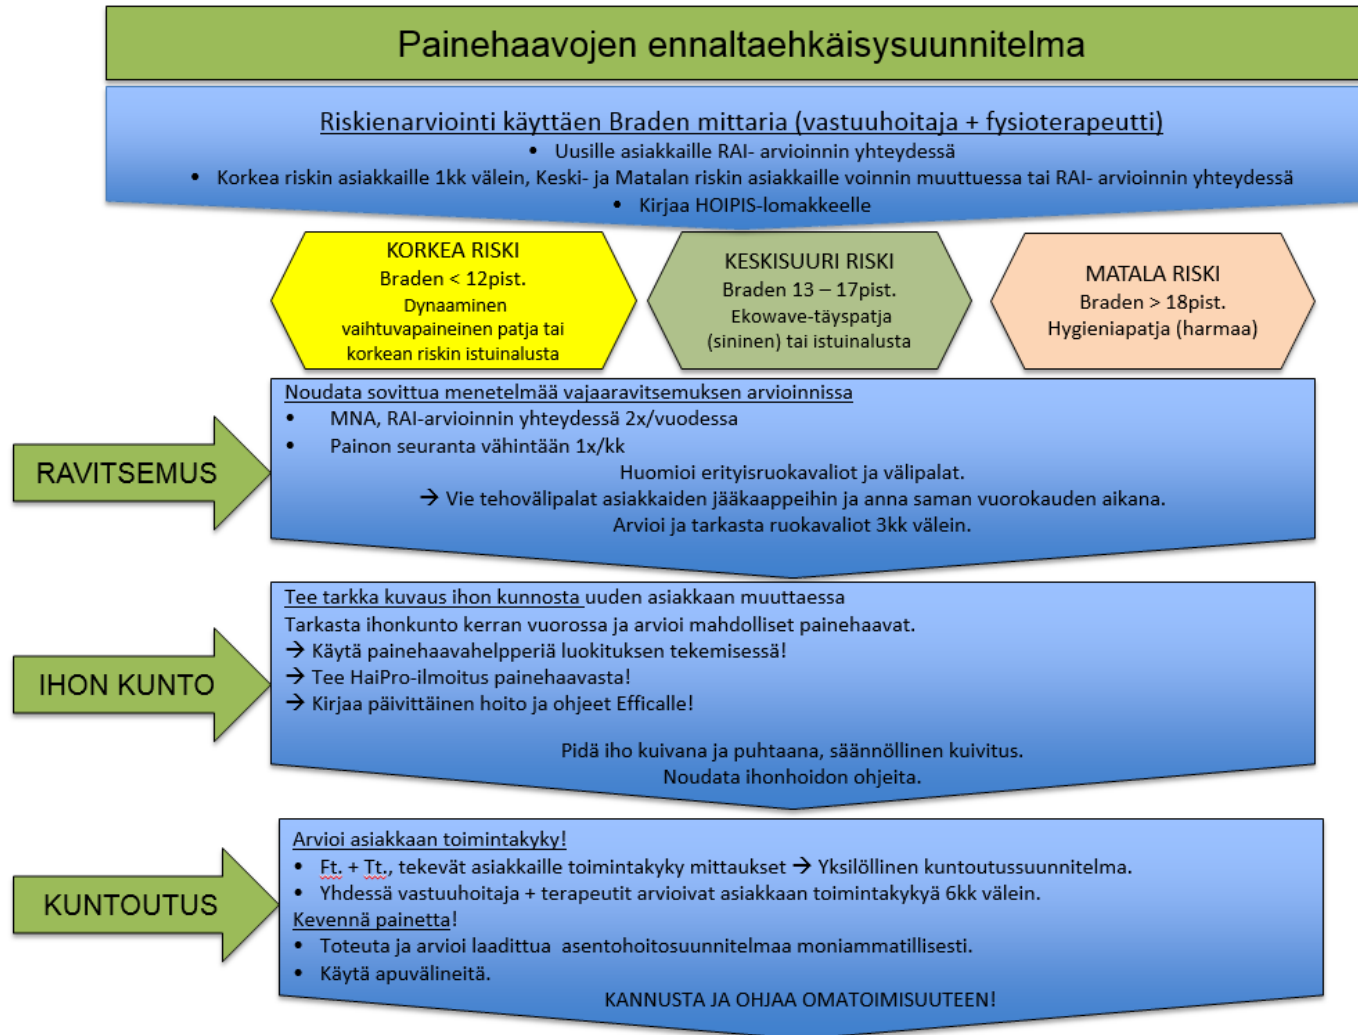 Painehaavojen ennaltaehkäisysuunnitelma
Riskienarviointi käyttäen Braden mittaria (vastuuhoitaja + fysioterapeutti)
• Uusille asiakkaille RAI- arvioinnin yhteydessä
• Korkea riskin asiakkaille 1kk välein, Keski- ja Matalan riskin asiakkaille voinnin muuttuessa tai RAI- arvioinnin yhteydessä
• Kirjaa HOIPIS-lomakkeelle
KORKEA RISKI
Braden < 12pist.
Dynaaminen
vaihtuvapaineinen patja tai
korkean riskin istuinalusta
KESKISUURI RISKI
Braden 13 – 17pist.
Ekowave-täyspatja
(sininen) tai istuinalusta
MATALA RISKI
Braden > 18pist.
Hygieniapatja (harmaa)
RAVITSEMUS
Noudata sovittua menetelmää vajaaravitsemuksen arvioinnissa
• MNA, RAI-arvioinnin yhteydessä 2x/vuodessa
• Painon seuranta vähintään 1x/kk
Huomioi erityisruokavaliot ja välipalat.
→ Vie tehovälipalat asiakkaiden jääkaappeihin ja anna saman vuorokauden aikana.
Arvioi ja tarkasta ruokavaliot 3kk välein.
IHON KUNTO
Tee tarkka kuvaus ihon kunnosta uuden asiakkaan muuttaessa
Tarkasta ihonkunto kerran vuorossa ja arvioi mahdolliset painehaavat.
→ Käytä painehaavahelpperiä luokituksen tekemisessä!
→ Tee HaiPro-ilmoitus painehaavasta!
→ Kirjaa päivittäinen hoito ja ohjeet Efficalle!
Pidä iho kuivana ja puhtaana, säännöllinen kuivitus.
Noudata ihonhoidon ohjeita.
KUNTOUTUS
Arvioi asiakkaan toimintakyky!
• Ft. + Tt., tekevät asiakkaille toimintakyky mittaukset → Yksilöllinen kuntoutussuunnitelma.
• Yhdessä vastuuhoitaja + terapeutit arvioivat asiakkaan toimintakykyä 6kk välein.
Kevennä painetta!
• Toteuta ja arvioi laadittua asentohoitosuunnitelmaa moniammatillisesti.
• Käytä apuvälineitä.
KANNUSTA JA OHJAA OMATOIMISUUTEEN!